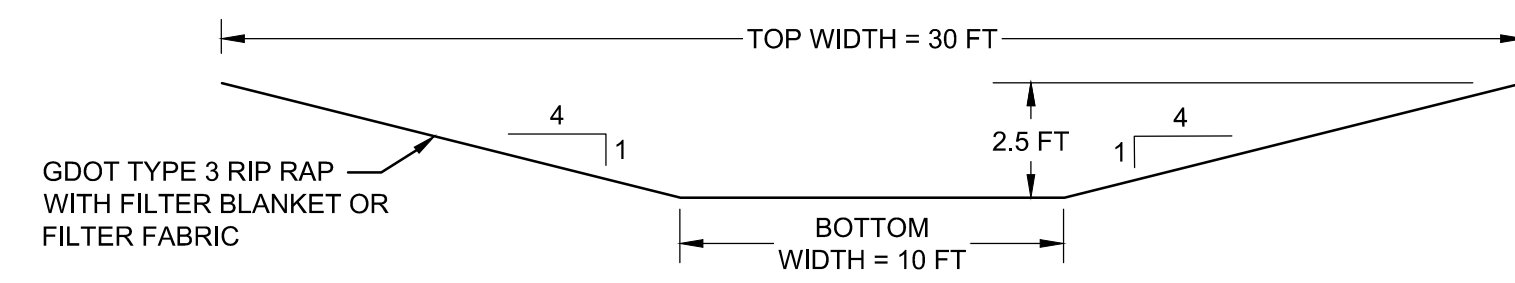 TOP WIDTH = 30 FT
4
1
2.5 FT
4
1
GDOT TYPE 3 RIP RAP
WITH FILTER BLANKET OR
FILTER FABRIC
BOTTOM
WIDTH = 10 FT